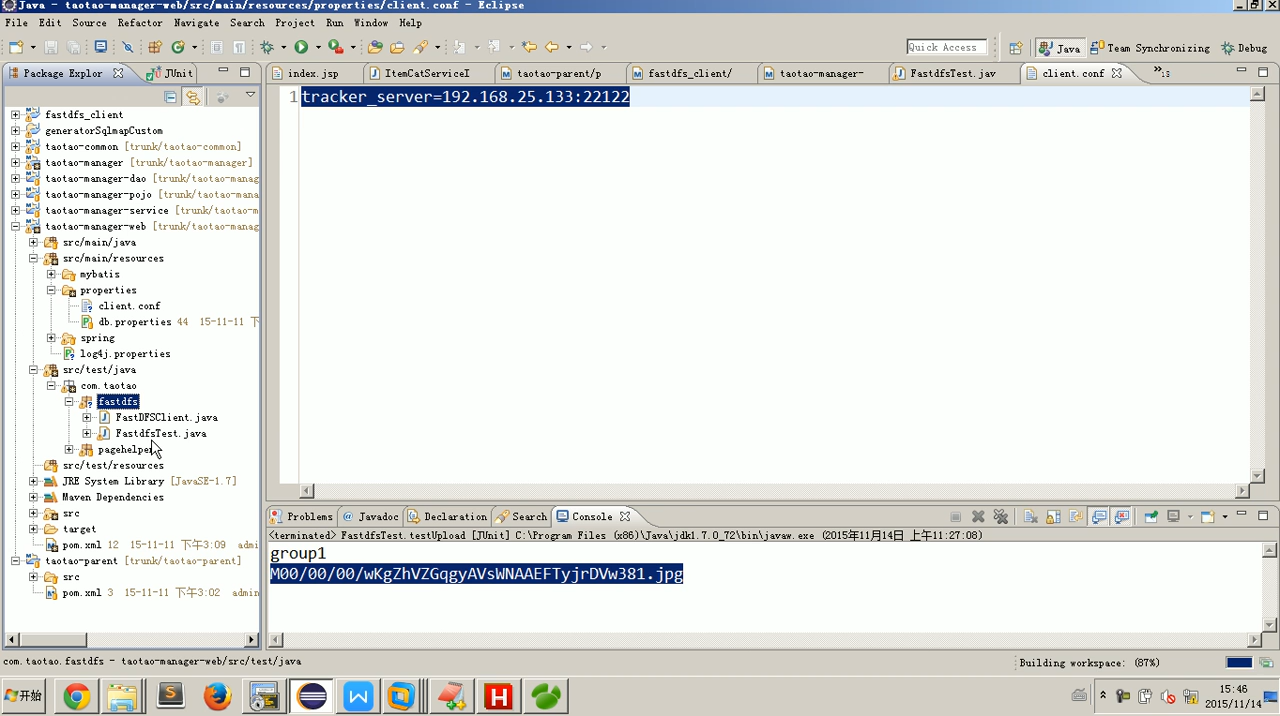 Java - taotao-manager-web/src/main/resources/properties/client.conf - Eclipse
File Edit Source Refactor Navigate Search Project Run Window Help
Quick Access
Java
Team Synchronizing
Debug
Package Explor
JUnit
index.jsp
ItemCatServiceI
taotao-parent/p
fastdfs_client/
taotao-manager-
FastdfsTest.jav
client.conf
»15
1
tracker_server=192.168.25.133:22122
fastdfs_client
generatorSqlmapCustom
taotao-common [trunk/taotao-common]
taotao-manager [trunk/taotao-manager]
taotao-manager-dao [trunk/taotao-manag
taotao-manager-pojo [trunk/taotao-mana
taotao-manager-service [trunk/taotao-m
taotao-manager-web [trunk/taotao-manag
src/main/java
src/main/resources
mybatis
properties
client.conf
db.properties 44 15-11-11 下
spring
log4j.properties
src/test/java
com.taotao
fastdfs
FastDFSClient.java
FastdfsTest.java
pagehelper
src/test/resources
JRE System Library [JavaSE-1.7]
Maven Dependencies
src
target
pom.xml 12 15-11-11 下午3:09 admi
taotao-parent [trunk/taotao-parent]
src
pom.xml 3 15-11-11 下午3:02 admin
Problems
Javadoc
Declaration
Search
Console
<terminated> FastdfsTest.testUpload [JUnit] C:\Program Files (x86)\Java\jdk1.7.0_72\bin\javaw.exe (2015年11月14日 上午11:27:08)
group1
M00/00/00/wKgZhVZGqgyAVsWNAAEFTyjrDVw381.jpg
com.taotao.fastdfs - taotao-manager-web/src/test/java
Building workspace: (87%)
开始
15:46
2015/11/14